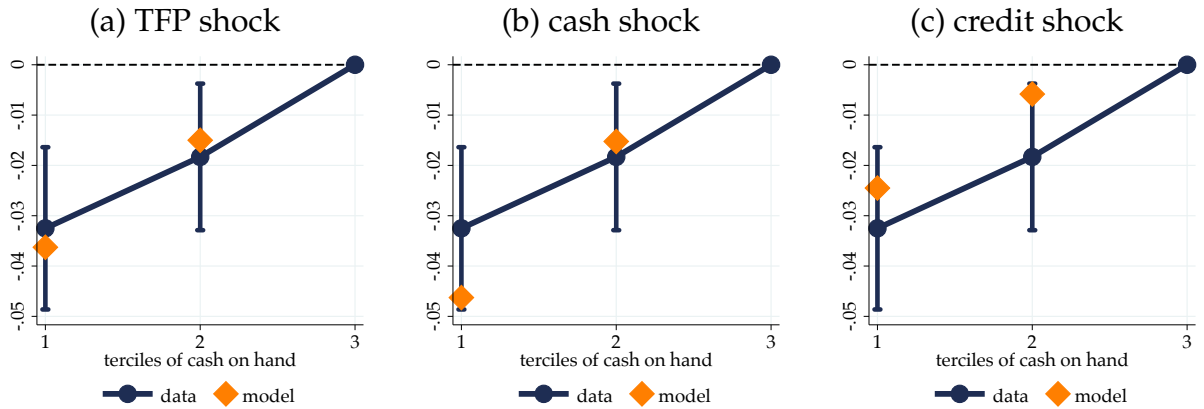 (a) TFP shock
0
-.01
-.02
-.03
-.04
-.05
1 2 3
terciles of cash on hand
data model
(b) cash shock
0
-.01
-.02
-.03
-.04
-.05
1 2 3
terciles of cash on hand
data model
(c) credit shock
0
-.01
-.02
-.03
-.04
-.05
1 2 3
terciles of cash on hand
data model